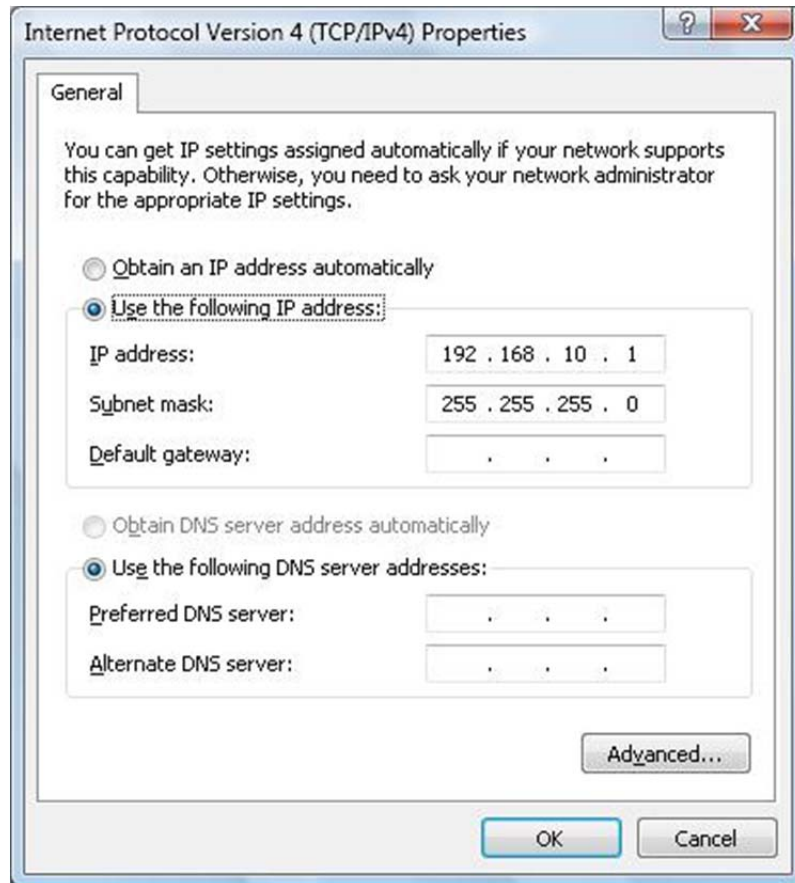 Internet Protocol Version 4 (TCP/IPv4) Properties
?
General
You can get IP settings assigned automatically if your network supports
this capability. Otherwise, you need to ask your network administrator
for the appropriate IP settings.
Obtain an IP address automatically
Use the following IP address:
IP address: 192 . 168 . 10 . 1
Subnet mask: 255 . 255 . 255 . 0
Default gateway: . . .
Obtain DNS server address automatically
Use the following DNS server addresses:
Preferred DNS server: . . .
Alternate DNS server: . . .
Advanced...
OK Cancel